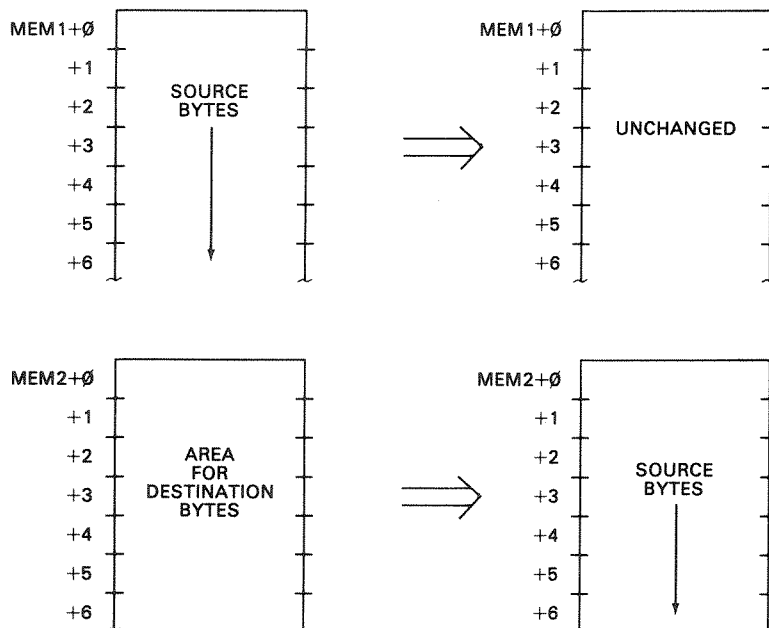 MEM1+Ø
+1
+2
+3
+4
+5
+6
SOURCE
BYTES
MEM1+Ø
+1
+2
+3
+4
+5
+6
UNCHANGED
MEM2+Ø
+1
+2
+3
+4
+5
+6
AREA
FOR
DESTINATION
BYTES
MEM2+Ø
+1
+2
+3
+4
+5
+6
SOURCE
BYTES